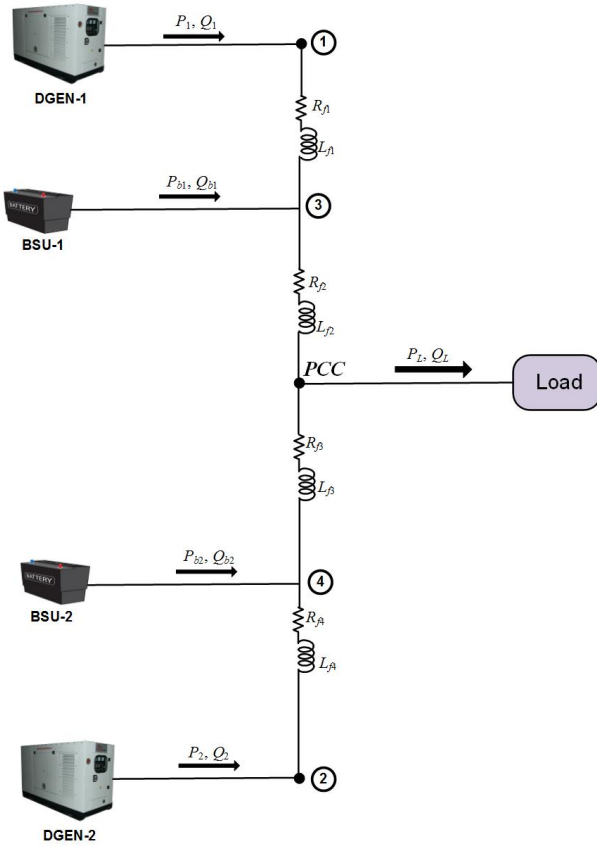 P1, Q1
1
DGEN-1
Rf1
Lf1
Pb1, Qb1
BATTERY
3
BSU-1
Rf2
Lf2
PCC
PL, QL
Load
Rf3
Lf3
Pb2, Qb2
BATTERY
4
BSU-2
Rf4
Lf4
P2, Q2
2
DGEN-2